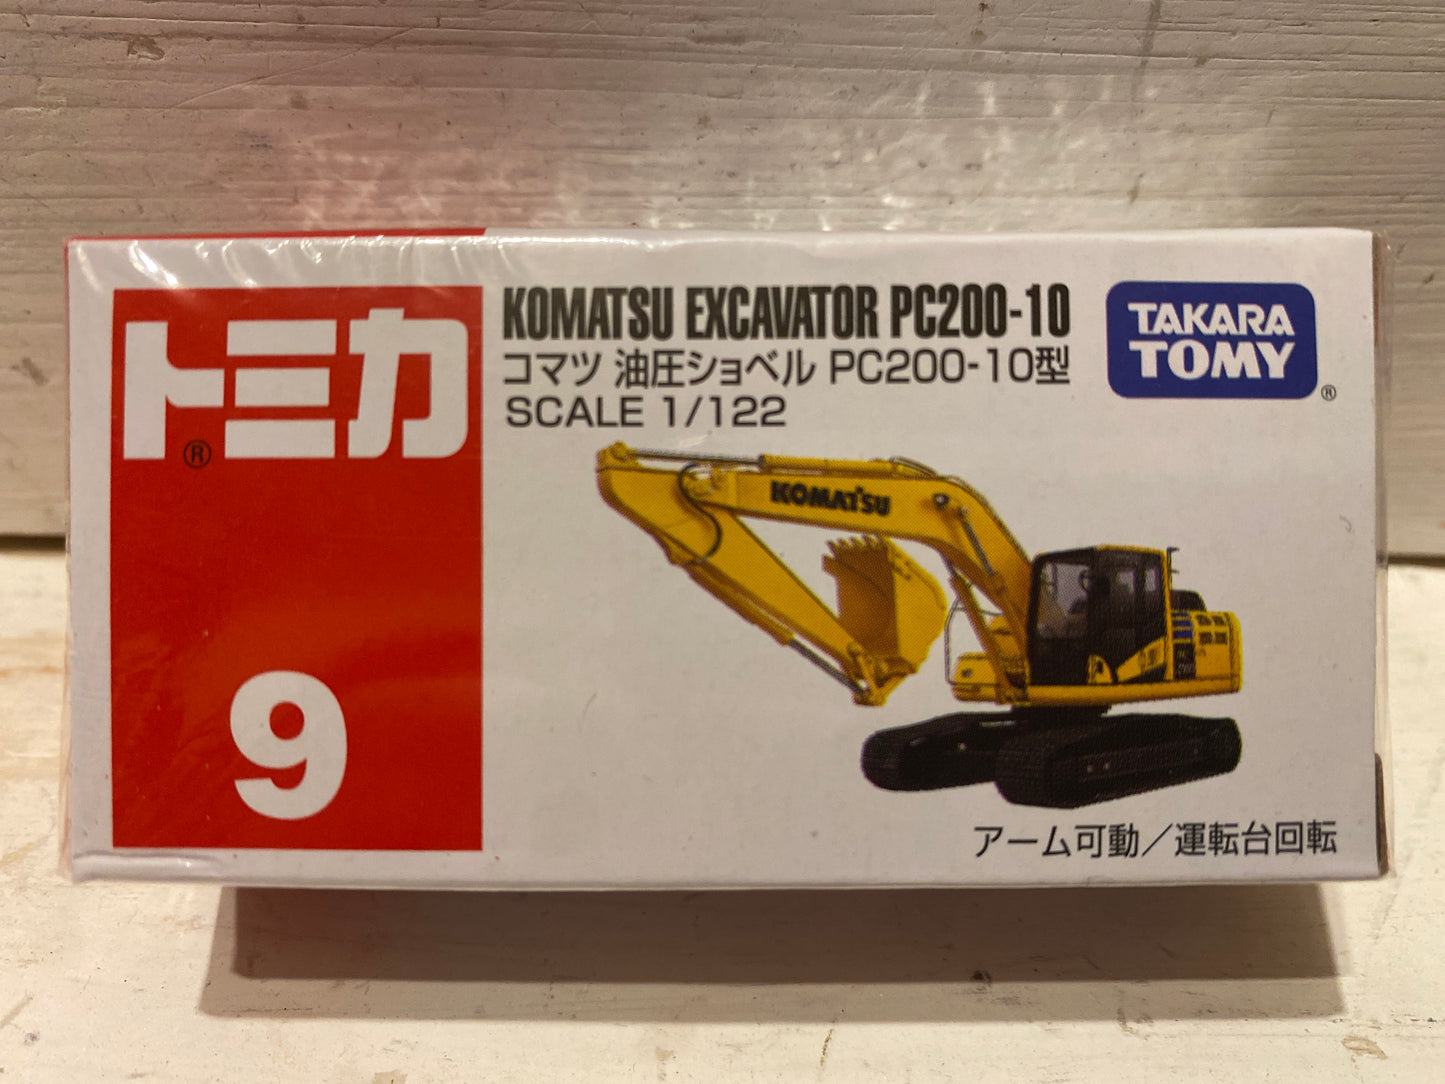 トミカ
®
9
KOMATSU EXCAVATOR PC200-10
コマツ 油圧ショベル PC200-10型
SCALE 1/122
TAKARA
TOMY
®
KOMATSU
アーム可動／運転台回転